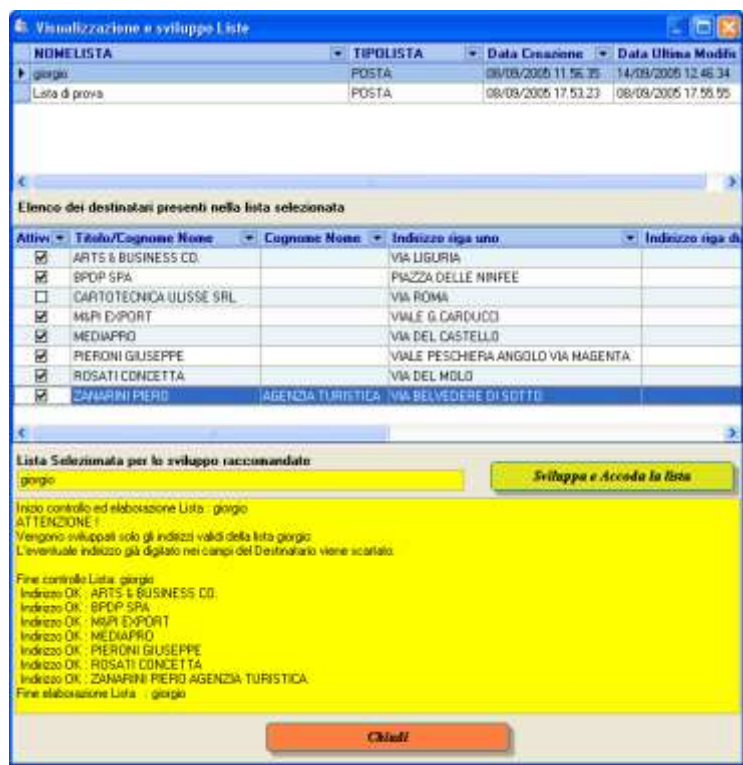 Visualizzazione e sviluppo Liste
NOMELISTA TIPOLISTA Data Creazione Data Ultima Modific
giorgio POSTA 08/09/2005 11.56.35 14/09/2005 12.46.34
Lista di prova POSTA 08/09/2005 17.53.23 08/09/2005 17.55.55
Elenco dei destinatari presenti nella lista selezionata
Attivo Titolo/Cognome Nome Cognome Nome Indirizzo riga uno Indirizzo riga du
ARTS & BUSINESS CO. VIA LIGURIA
BPDP SPA PIAZZA DELLE NINFEE
CARTOTECNICA ULISSE SRL VIA ROMA
M&PI EXPORT VIALE G.CARDUCCI
MEDIAPRO VIA DEL CASTELLO
PIERONI GIUSEPPE VIALE PESCHIERA ANGOLO VIA MAGENTA
ROSATI CONCETTA VIA DEL MOLO
ZANARINI PIERO AGENZIA TURISTICA VIA BELVEDERE DI SOTTO
Lista Selezionata per lo sviluppo raccomandate
giorgio Sviluppa e Accoda la lista
Inizio controllo ed elaborazione Lista : giorgio
ATTENZIONE !
Vengono sviluppati solo gli indirizzi validi della lista giorgio
L'eventuale indirizzo già digitato nei campi del Destinatario viene scartato.
Fine controllo Lista: giorgio
Indirizzo OK : ARTS & BUSINESS CO.
Indirizzo OK : BPDP SPA
Indirizzo OK : M&PI EXPORT
Indirizzo OK : MEDIAPRO
Indirizzo OK : PIERONI GIUSEPPE
Indirizzo OK : ROSATI CONCETTA
Indirizzo OK : ZANARINI PIERO AGENZIA TURISTICA
Fine elaborazione Lista : giorgio
Chiudi